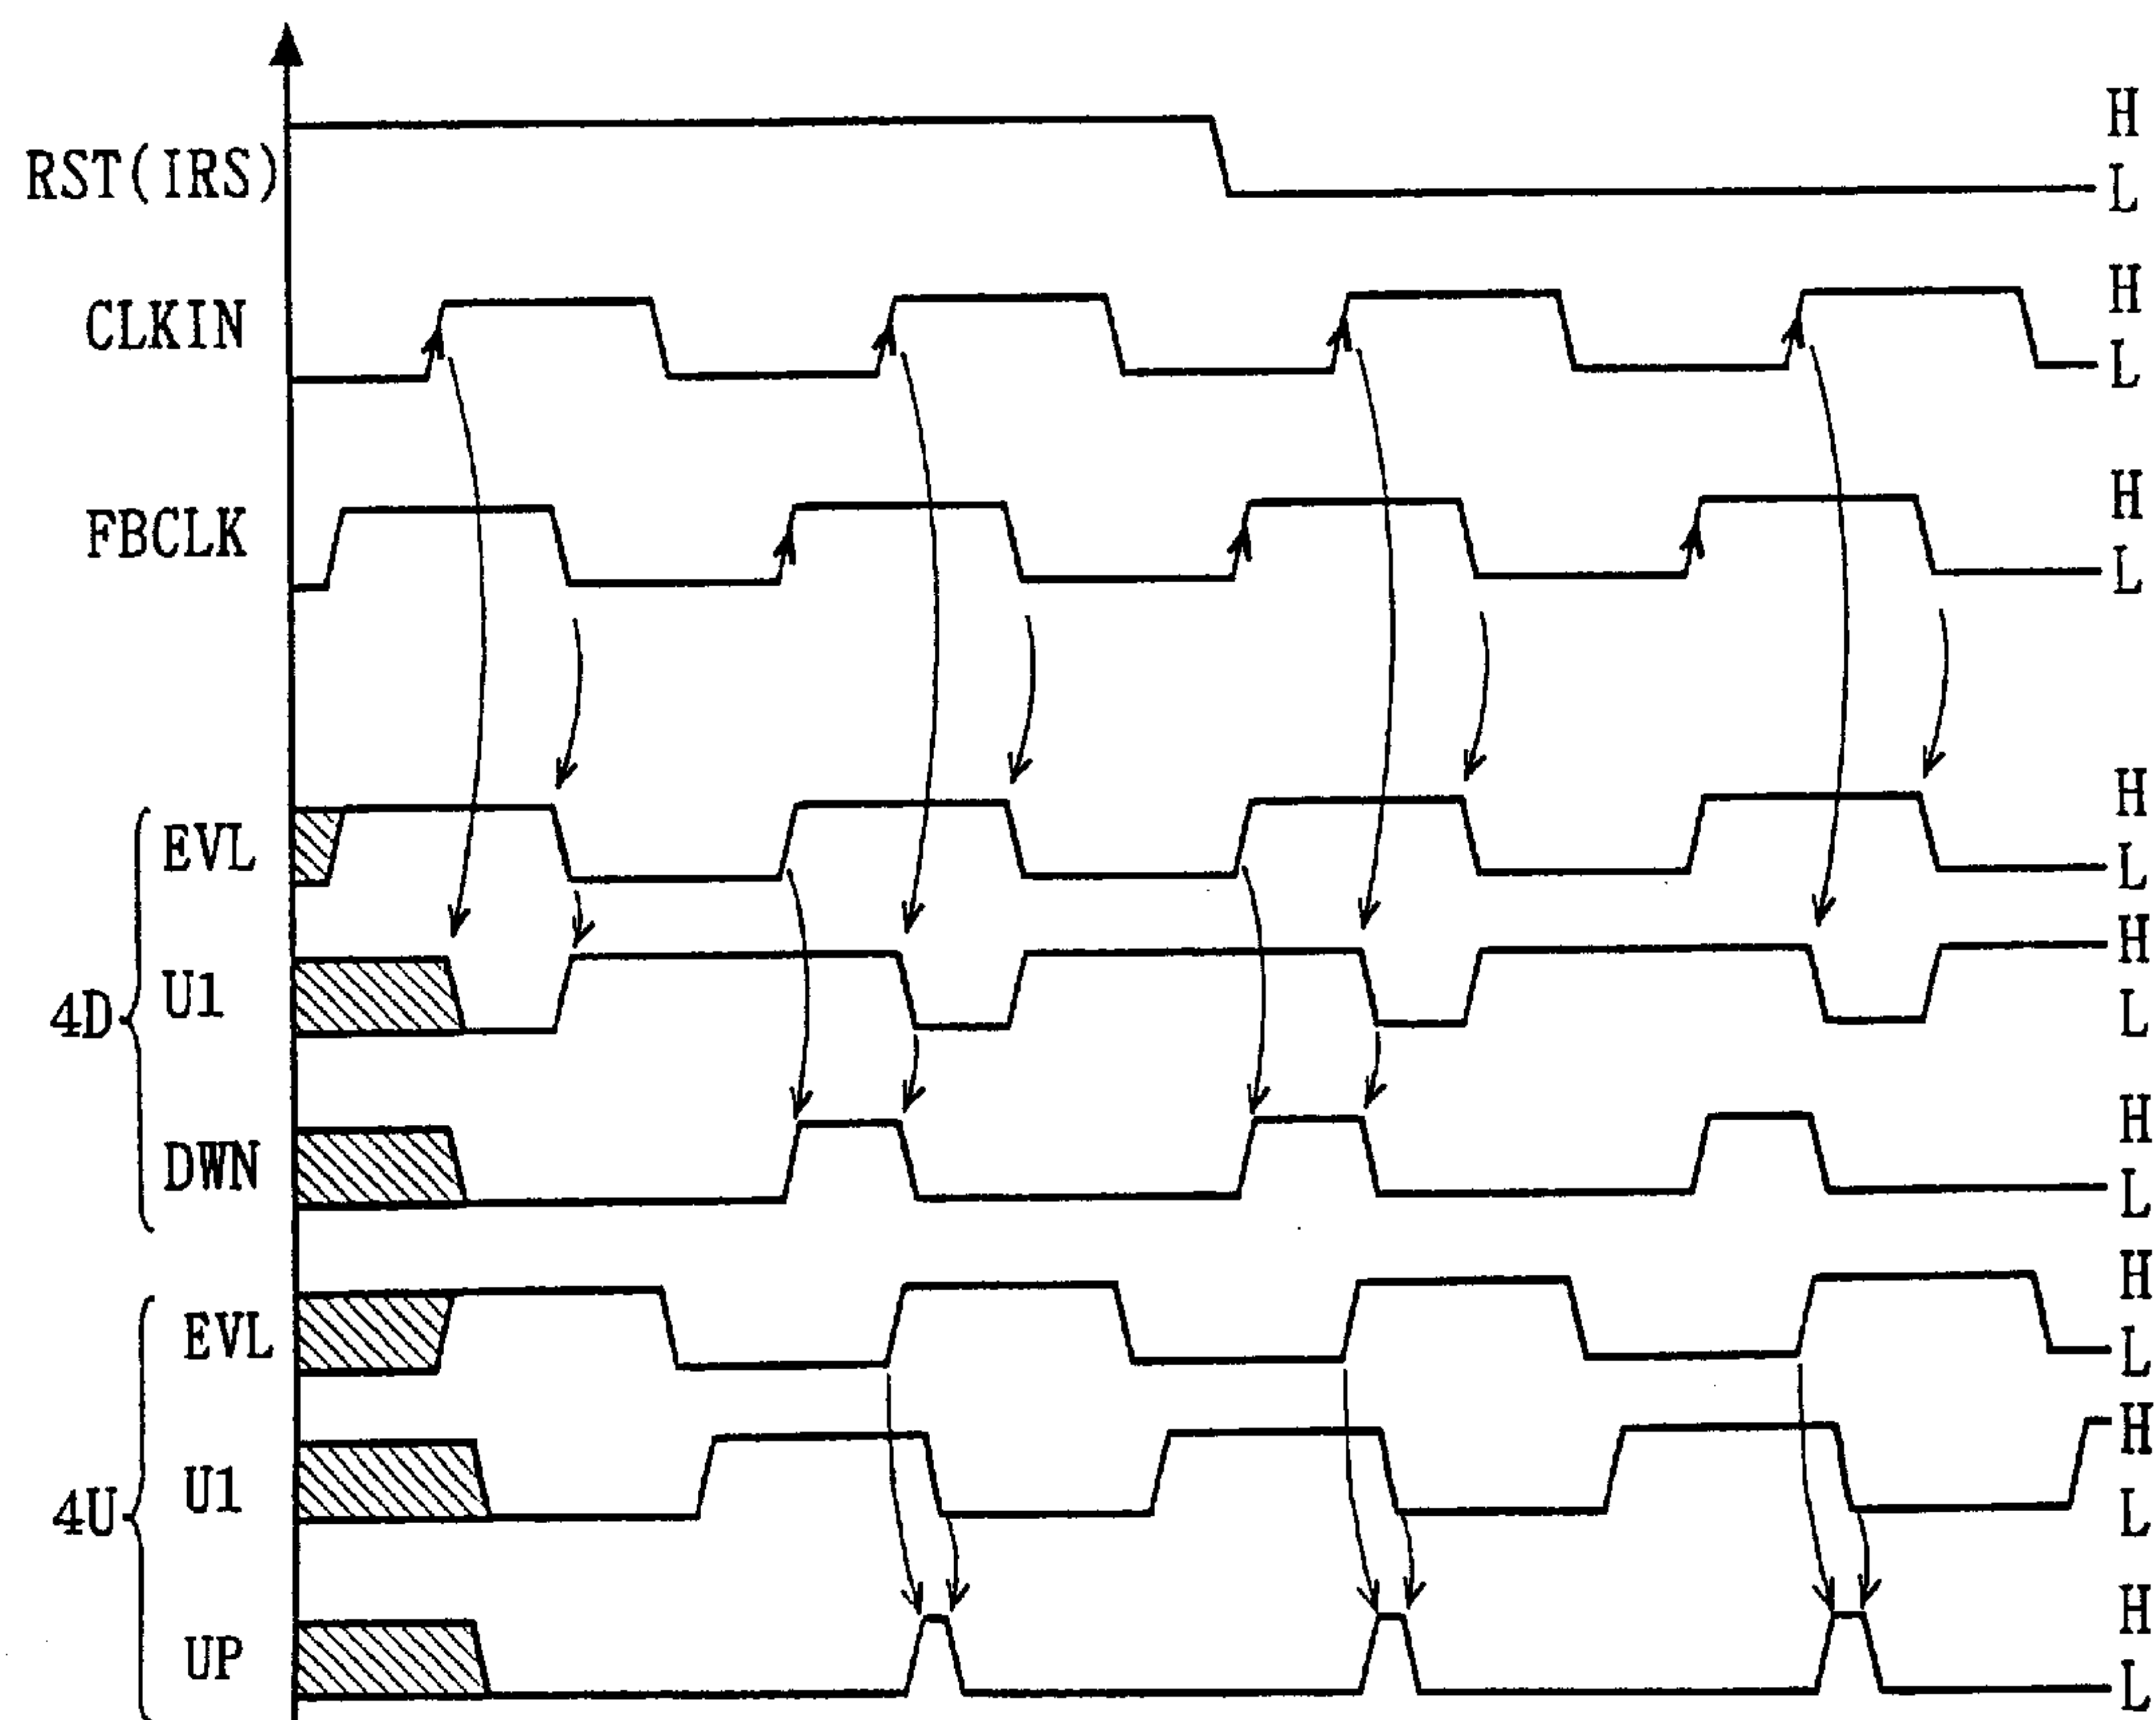 H
RST(IRS) L
H
CLKIN L
H
FBCLK L
H
EVL L
H
4D U1 L
H
DWN L
H
EVL L
H
4U U1 L
H
UP L